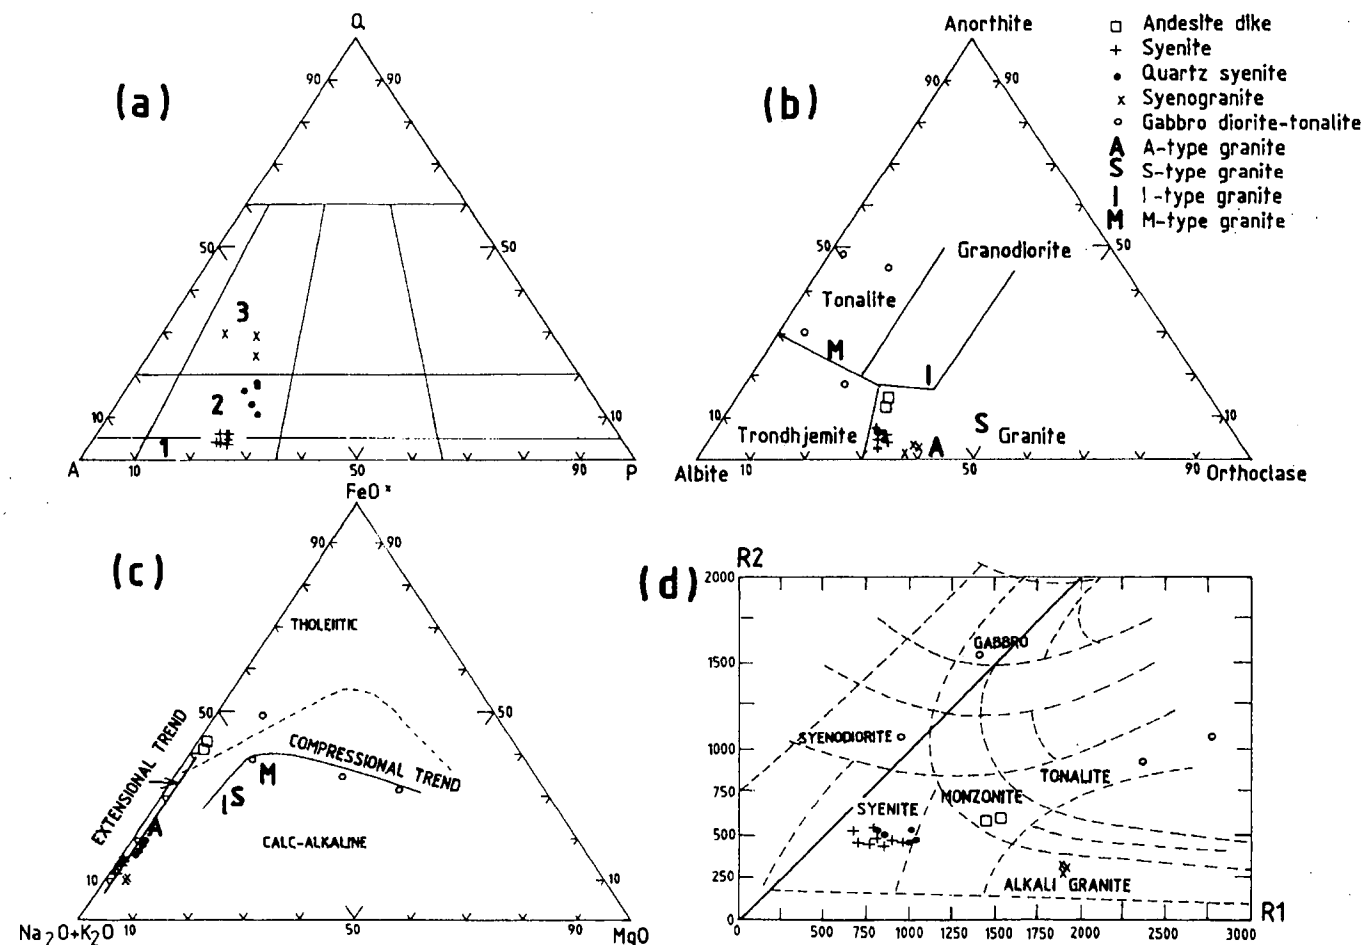 Q
(a)
90
90
50
50
3
2
10
10
1
A
10
50
90
P
Anorthite
(b)
90
90
50
50
Granodiorite
Tonalite
M
I
10
10
S
Trondhjemite
Granite
A
Albite
10
50
90
Orthoclase
Andesite dike
Syenite
Quartz syenite
Syenogranite
Gabbro diorite-tonalite
A A-type granite
S S-type granite
I I-type granite
M M-type granite
FeO*
(c)
90
90
THOLEIITIC
50
50
EXTENSIONAL TREND
COMPRESSIONAL TREND
M
I S
A
CALC-ALKALINE
10
10
Na2O+K2O
10
50
90
MgO
(d)
R2
2000
1500
1000
750
500
250
0
GABBRO
SYENODIORITE
TONALITE
MONZONITE
SYENITE
ALKALI GRANITE
R1
0
500
750
1000
1250
1500
2000
2500
3000